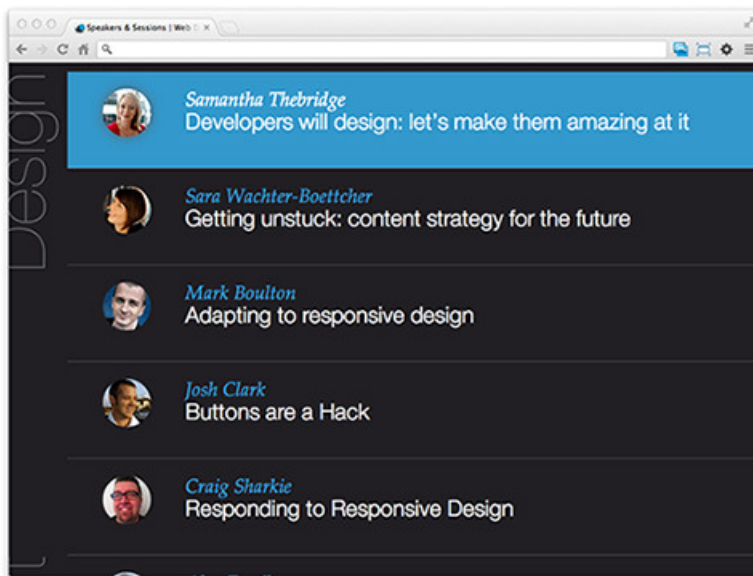 Speakers & Sessions | Web D
Design
Samantha Thebridge
Developers will design: let's make them amazing at it
Sara Wachter-Boettcher
Getting unstuck: content strategy for the future
Mark Boulton
Adapting to responsive design
Josh Clark
Buttons are a Hack
Craig Sharkie
Responding to Responsive Design